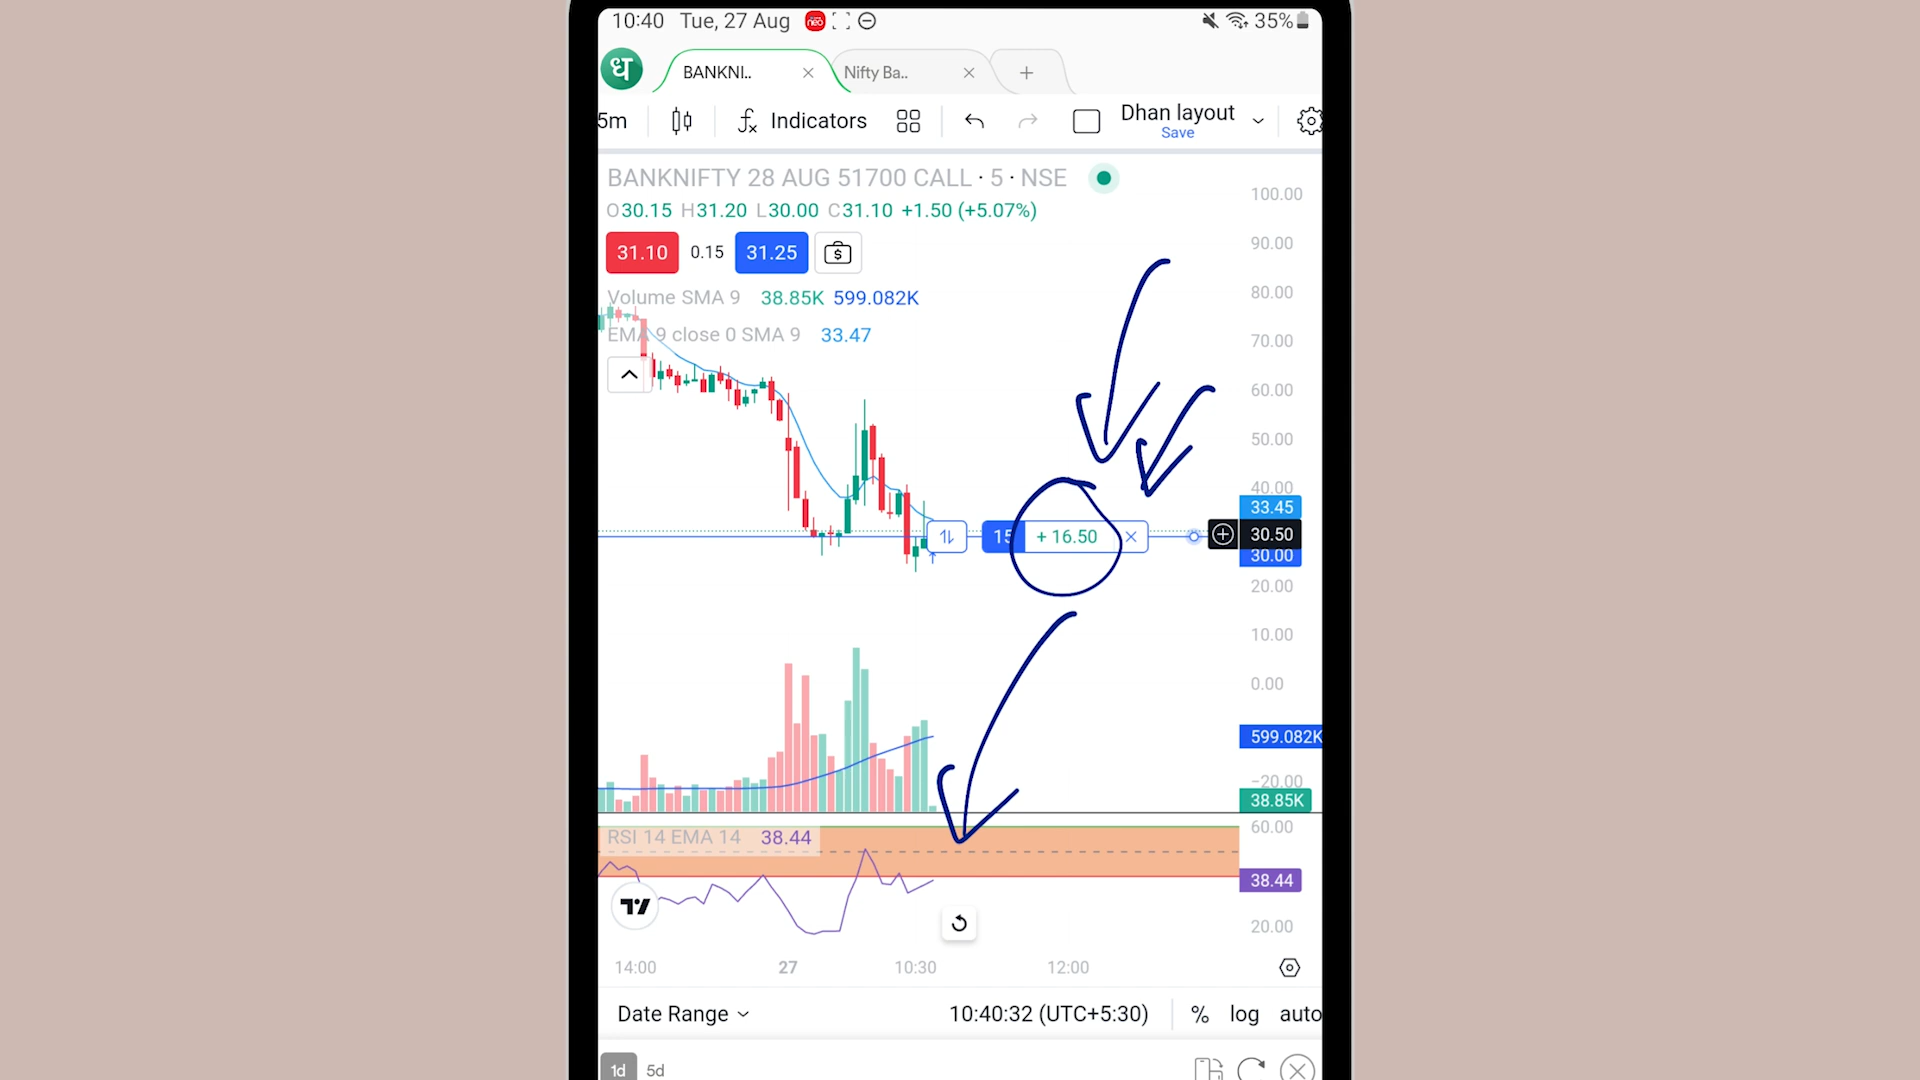 10:40 Tue, 27 Aug neo 35%
ध BANKNI.. Nifty Ba..
5m Indicators Dhan layout
Save
BANKNIFTY 28 AUG 51700 CALL · 5 · NSE
O30.15 H31.20 L30.00 C31.10 +1.50 (+5.07%)
31.10 0.15 31.25
Volume SMA 9 38.85K 599.082K
EMA 9 close 0 SMA 9 33.47
100.00
90.00
80.00
70.00
60.00
50.00
40.00
33.45
15 + 16.50 30.50
30.00
20.00
10.00
0.00
599.082K
−20.00
38.85K
60.00
RSI 14 EMA 14 38.44
38.44
20.00
14:00 27 10:30 12:00
Date Range 10:40:32 (UTC+5:30) % log auto
1d 5d